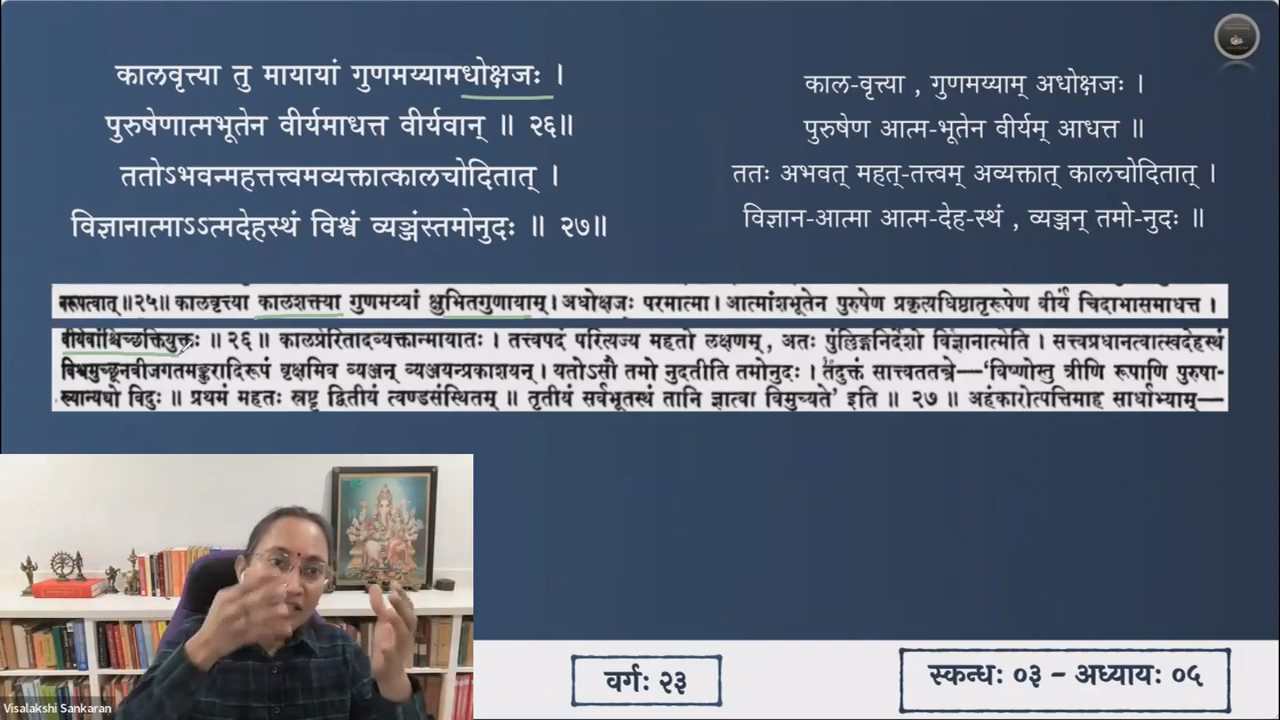 कालवृत्त्या तु मायायां गुणमय्यामधोक्षजः ।
पुरुषेणात्मभूतेन वीर्यमाधत्त वीर्यवान् ॥ २६॥
ततोऽभवन्महत्तत्त्वमव्यक्तात्कालचोदितात् ।
विज्ञानात्माऽऽत्मदेहस्थं विश्वं व्यञ्जंस्तमोनुदः ॥ २७॥
काल-वृत्त्या , गुणमय्याम् अधोक्षजः ।
पुरुषेण आत्म-भूतेन वीर्यम् आधत्त ॥
ततः अभवत् महत्-तत्त्वम् अव्यक्तात् कालचोदितात् ।
विज्ञान-आत्मा आत्म-देह-स्थं , व्यञ्जन् तमो-नुदः ॥
नरूपत्वात् ॥२५॥ कालवृत्त्या कालशक्त्या गुणमय्यां क्षुभितगुणायाम् । अधोक्षजः परमात्मा । आत्मांशभूतेन पुरुषेण प्रकृत्यधिष्ठातृरूपेण वीर्यं चिदाभासमाधत्त ।
वीर्यवांश्चिच्छक्तियुक्तः ॥ २६ ॥ कालप्रेरितादव्यक्तान्मायातः । तत्त्वपदं परित्यज्य महतो लक्षणम्, अतः पुंल्लिङ्गनिर्देशो विज्ञानात्मेति । सत्त्वप्रधानत्वात्स्वदेहस्थं
विश्वमुच्छूनबीजगतमङ्कुरादिरूपं वृक्षमिव व्यञ्जन् व्यञ्जयन्प्रकाशयन् । यतोऽसौ तमो नुदतीति तमोनुदः । तदुक्तं सात्त्वततन्त्रे—'विष्णोस्तु त्रीणि रूपाणि पुरुषा-
ख्यान्यथो विदुः ॥ प्रथमं महतः स्रष्टृ द्वितीयं त्वण्डसंस्थितम् ॥ तृतीयं सर्वभूतस्थं तानि ज्ञात्वा विमुच्यते' इति ॥ २७ ॥ अहंकारोत्पत्तिमाह सार्धाभ्याम्—
Visalakshi Sankaran
वर्गः २३
स्कन्धः ०३ – अध्यायः ०५